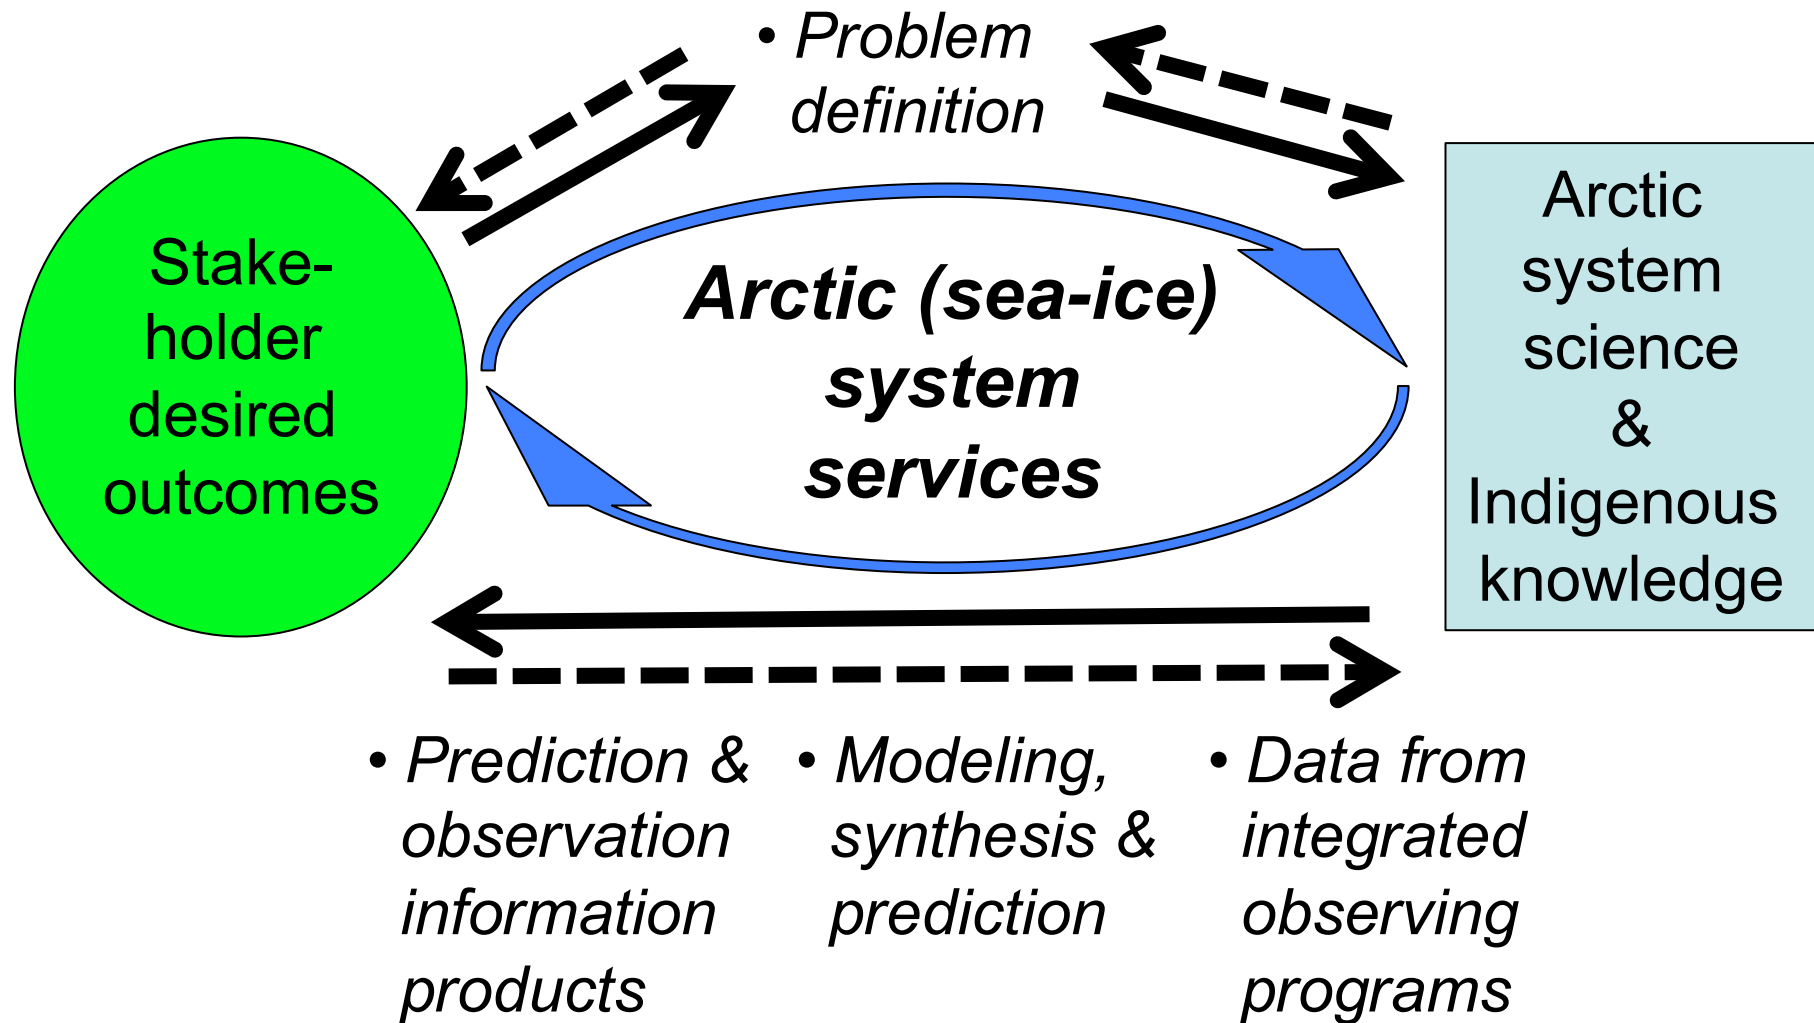 • Problem
definition
Stake-
holder
desired
outcomes
Arctic (sea-ice)
system
services
Arctic
system
science
&
Indigenous
knowledge
• Prediction &
observation
information
products
• Modeling,
synthesis &
prediction
• Data from
integrated
observing
programs